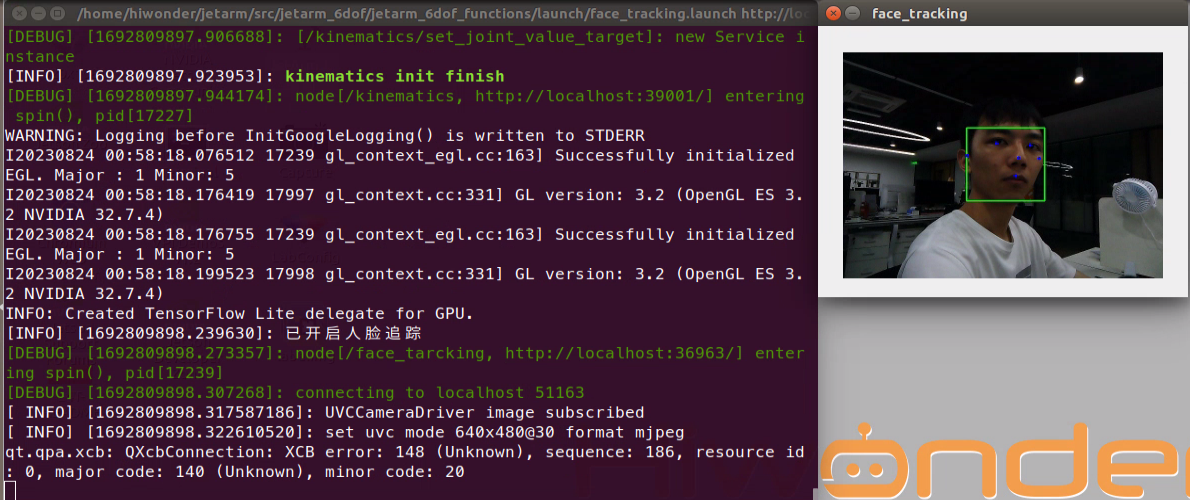 /home/hiwonder/jetarm/src/jetarm_6dof/jetarm_6dof_functions/launch/face_tracking.launch http://lo
face_tracking
[DEBUG] [1692809897.906688]: [/kinematics/set_joint_value_target]: new Service i
nstance
[INFO] [1692809897.923953]: kinematics init finish
[DEBUG] [1692809897.944174]: node[/kinematics, http://localhost:39001/] entering
spin(), pid[17227]
WARNING: Logging before InitGoogleLogging() is written to STDERR
I20230824 00:58:18.076512 17239 gl_context_egl.cc:163] Successfully initialized
EGL. Major : 1 Minor: 5
I20230824 00:58:18.176419 17997 gl_context.cc:331] GL version: 3.2 (OpenGL ES 3.
2 NVIDIA 32.7.4)
I20230824 00:58:18.176755 17239 gl_context_egl.cc:163] Successfully initialized
EGL. Major : 1 Minor: 5
I20230824 00:58:18.199523 17998 gl_context.cc:331] GL version: 3.2 (OpenGL ES 3.
2 NVIDIA 32.7.4)
INFO: Created TensorFlow Lite delegate for GPU.
[INFO] [1692809898.239630]: 已开启人脸追踪
[DEBUG] [1692809898.273357]: node[/face_tarcking, http://localhost:36963/] enter
ing spin(), pid[17239]
[DEBUG] [1692809898.307268]: connecting to localhost 51163
[ INFO] [1692809898.317587186]: UVCCameraDriver image subscribed
[ INFO] [1692809898.322610520]: set uvc mode 640x480@30 format mjpeg
qt.qpa.xcb: QXcbConnection: XCB error: 148 (Unknown), sequence: 186, resource id
: 0, major code: 140 (Unknown), minor code: 20
onder